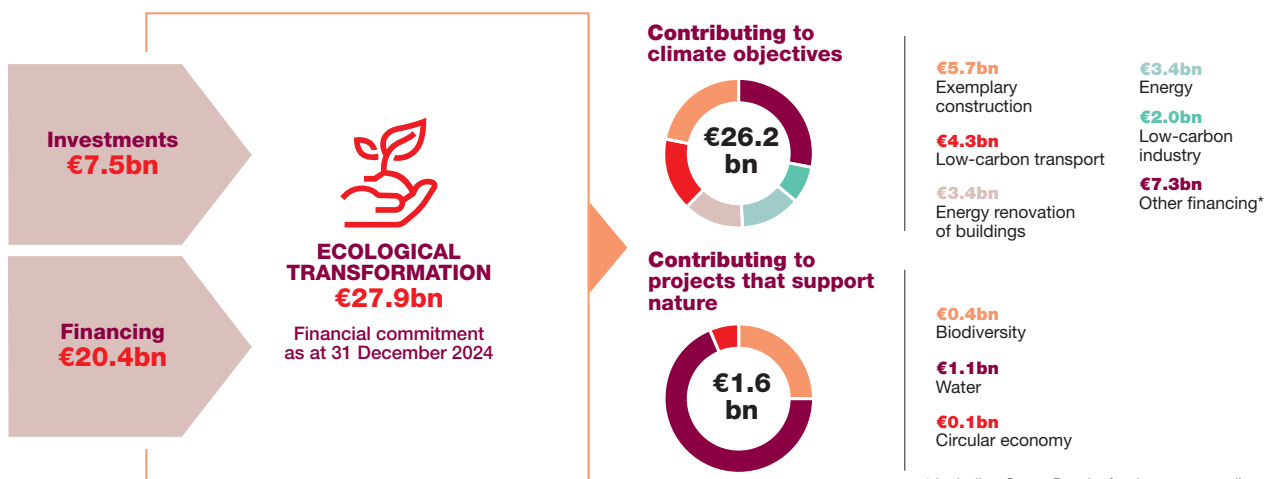 Investments
€7.5bn
Financing
€20.4bn
ECOLOGICAL
TRANSFORMATION
€27.9bn
Financial commitment
as at 31 December 2024
Contributing to
climate objectives
€26.2
bn
€5.7bn
Exemplary
construction
€4.3bn
Low-carbon transport
€3.4bn
Energy renovation
of buildings
€3.4bn
Energy
€2.0bn
Low-carbon
industry
€7.3bn
Other financing*
Contributing to
projects that support
nature
€1.6
bn
€0.4bn
Biodiversity
€1.1bn
Water
€0.1bn
Circular economy